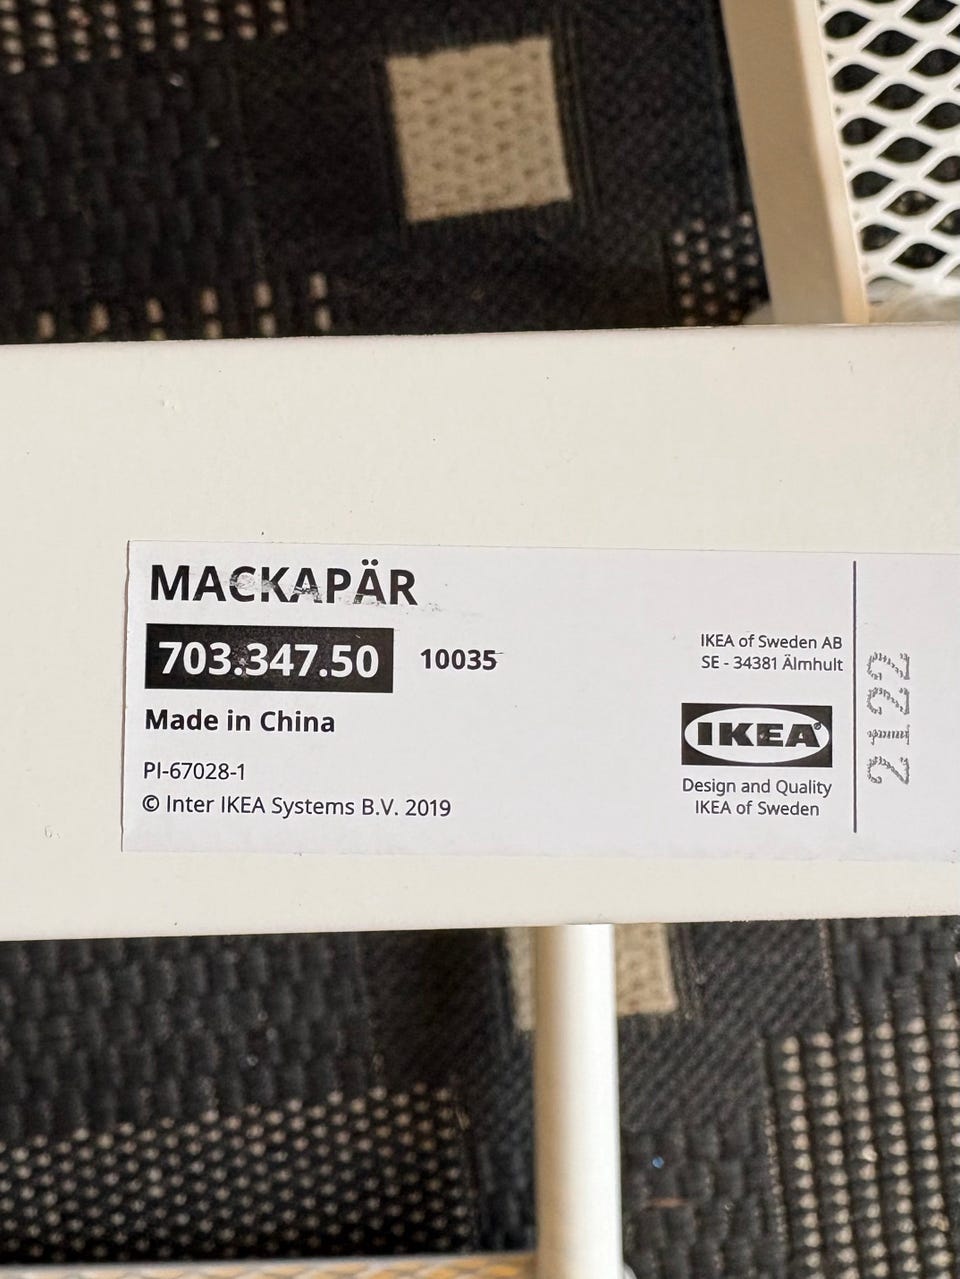 MACKAPÄR
703.347.50 10035
Made in China
PI-67028-1
© Inter IKEA Systems B.V. 2019
IKEA of Sweden AB
SE - 34381 Älmhult
IKEA®
Design and Quality
IKEA of Sweden
2122